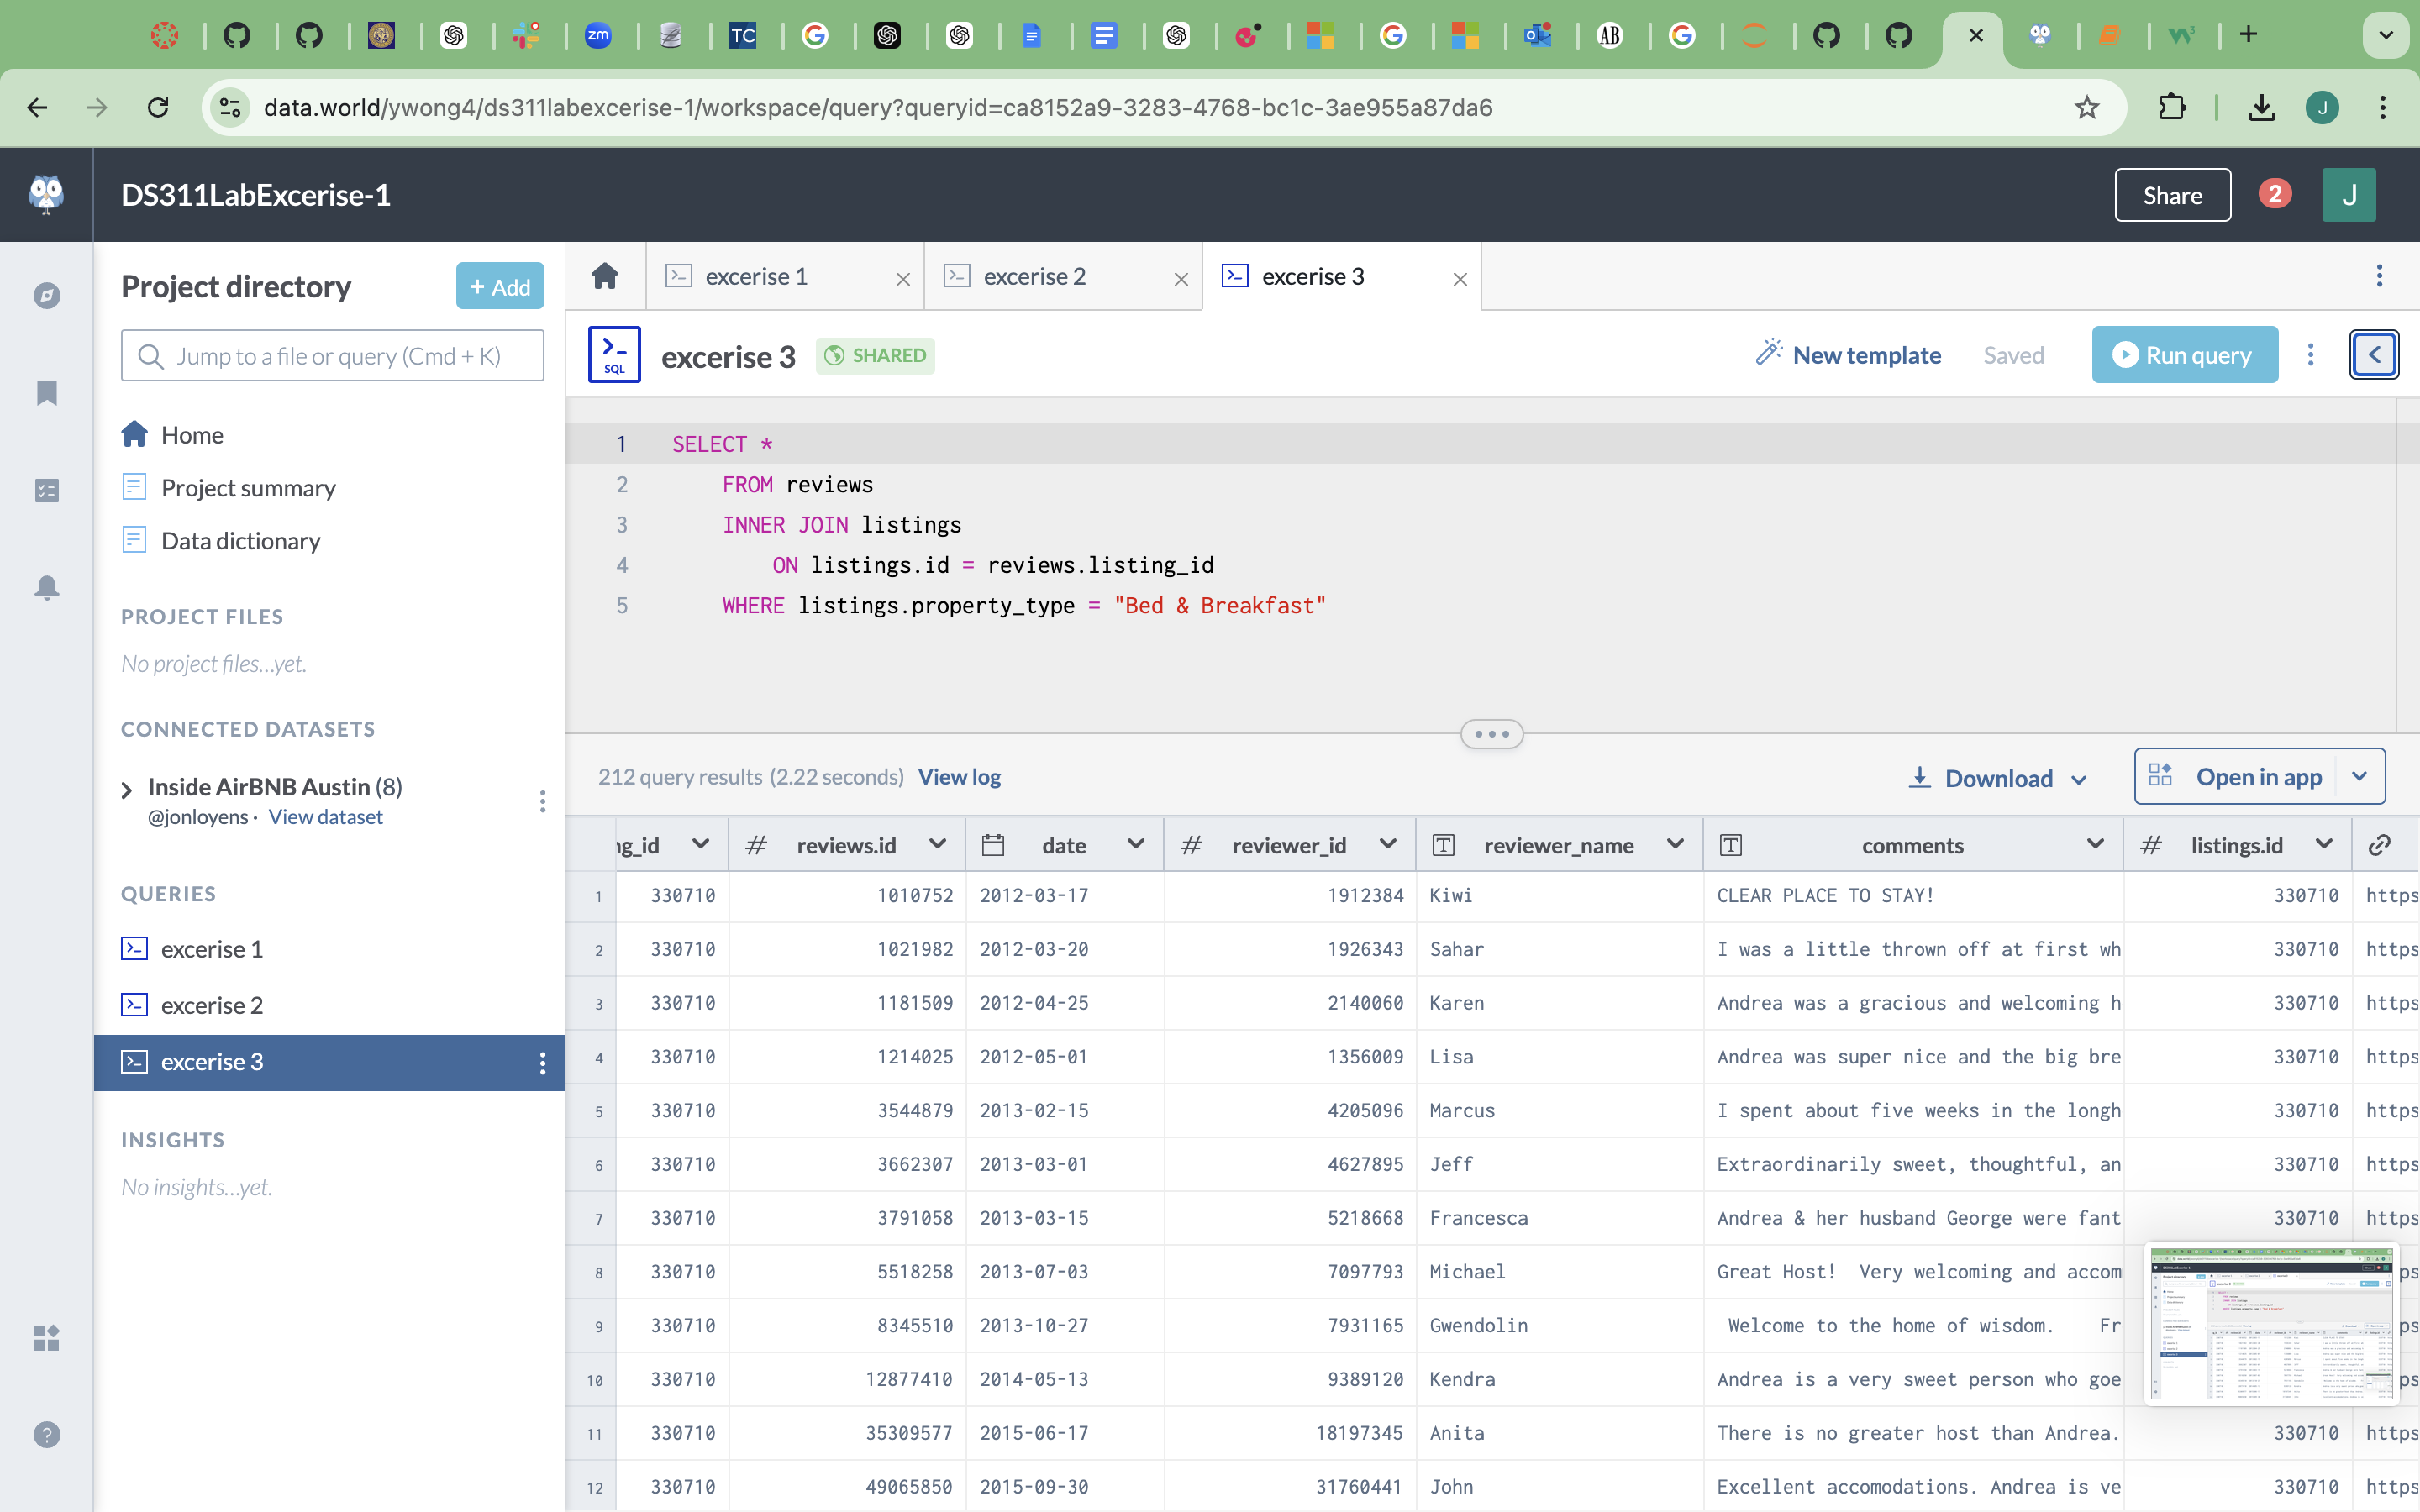 zm
TC
AB
data.world/ywong4/ds311labexcerise-1/workspace/query?queryid=ca8152a9-3283-4768-bc1c-3ae955a87da6
J
DS311LabExcerise-1
Share
2
J
Project directory
+ Add
Jump to a file or query (Cmd + K)
Home
Project summary
Data dictionary
PROJECT FILES
No project files...yet.
CONNECTED DATASETS
Inside AirBNB Austin (8)
@jonloyens · View dataset
QUERIES
excerise 1
excerise 2
excerise 3
INSIGHTS
No insights...yet.
excerise 1
excerise 2
excerise 3
SQL
excerise 3
SHARED
New template
Saved
Run query
1 SELECT *
2 FROM reviews
3 INNER JOIN listings
4 ON listings.id = reviews.listing_id
5 WHERE listings.property_type = "Bed & Breakfast"
212 query results (2.22 seconds) View log
Download
Open in app
ng_id # reviews.id date # reviewer_id T reviewer_name T comments # listings.id
1 330710 1010752 2012-03-17 1912384 Kiwi CLEAR PLACE TO STAY! 330710 https
2 330710 1021982 2012-03-20 1926343 Sahar I was a little thrown off at first wh 330710 https
3 330710 1181509 2012-04-25 2140060 Karen Andrea was a gracious and welcoming h 330710 https
4 330710 1214025 2012-05-01 1356009 Lisa Andrea was super nice and the big brea 330710 https
5 330710 3544879 2013-02-15 4205096 Marcus I spent about five weeks in the longh 330710 https
6 330710 3662307 2013-03-01 4627895 Jeff Extraordinarily sweet, thoughtful, an 330710 https
7 330710 3791058 2013-03-15 5218668 Francesca Andrea & her husband George were fant 330710 https
8 330710 5518258 2013-07-03 7097793 Michael Great Host! Very welcoming and accom ps
9 330710 8345510 2013-10-27 7931165 Gwendolin Welcome to the home of wisdom. Fr ps
10 330710 12877410 2014-05-13 9389120 Kendra Andrea is a very sweet person who goe ps
11 330710 35309577 2015-06-17 18197345 Anita There is no greater host than Andrea. 330710 https
12 330710 49065850 2015-09-30 31760441 John Excellent accomodations. Andrea is ve 330710 https